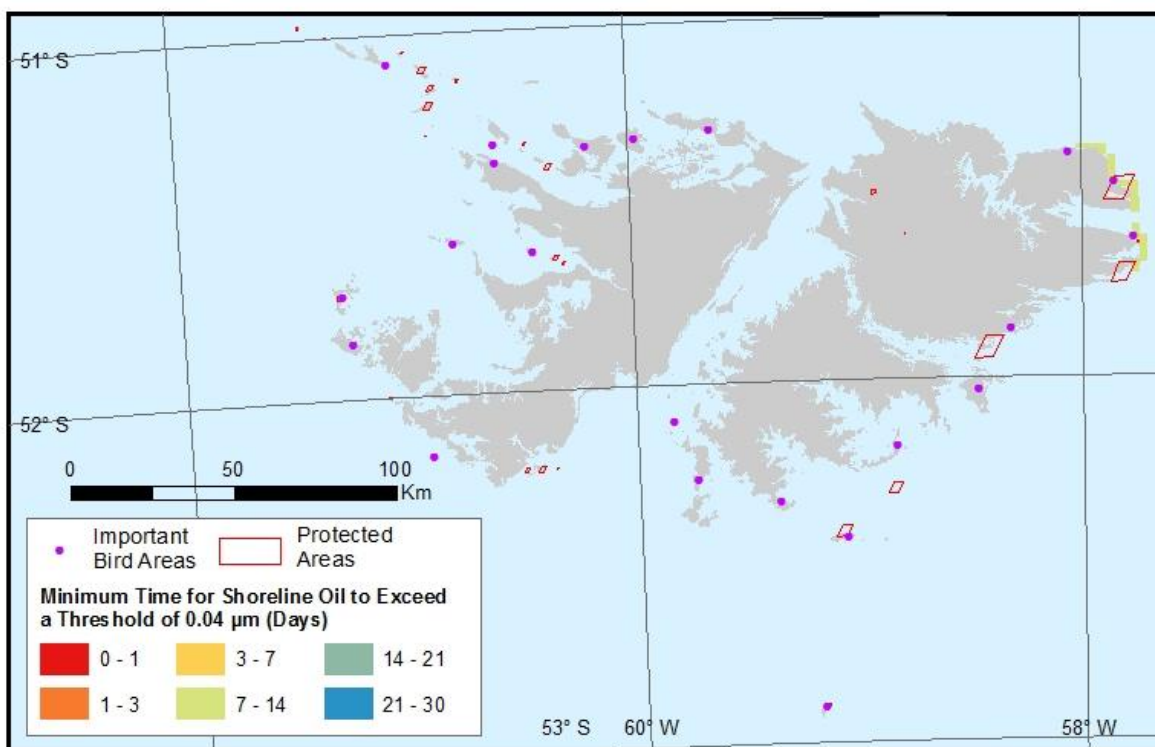 51° S
52° S
0 50 100
Km
53° S 60° W 58° W
Important
Bird Areas
Protected
Areas
Minimum Time for Shoreline Oil to Exceed
a Threshold of 0.04 µm (Days)
0 - 1 3 - 7 14 - 21
1 - 3 7 - 14 21 - 30